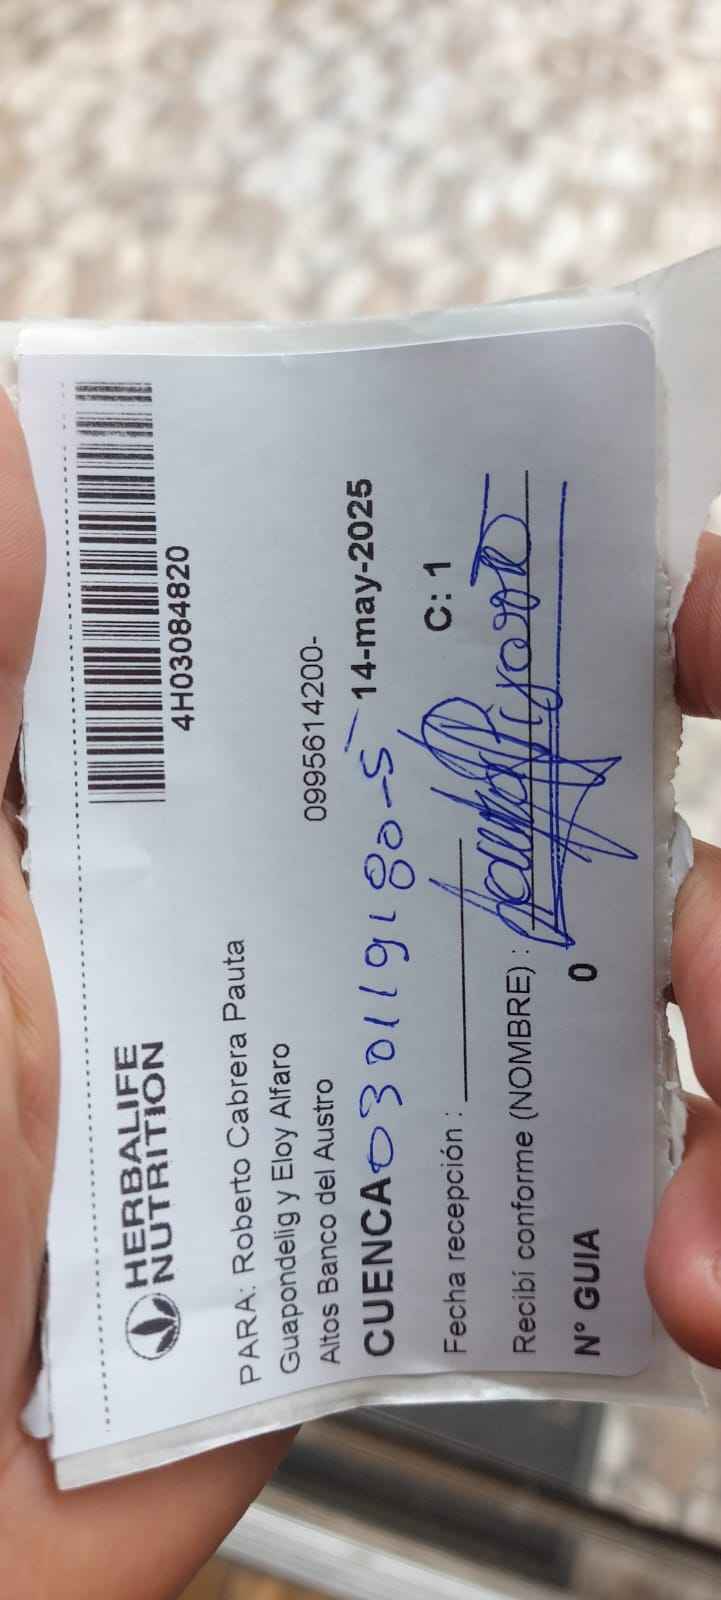 HERBALIFE
NUTRITION
4H03084820
PARA: Roberto Cabrera Pauta
Guapondelig y Eloy Alfaro
Altos Banco del Austro
0995614200-
CUENCA 030119180-5 14-may-2025
Fecha recepción :
C: 1
Recibí conforme (NOMBRE) :
N° GUIA 0